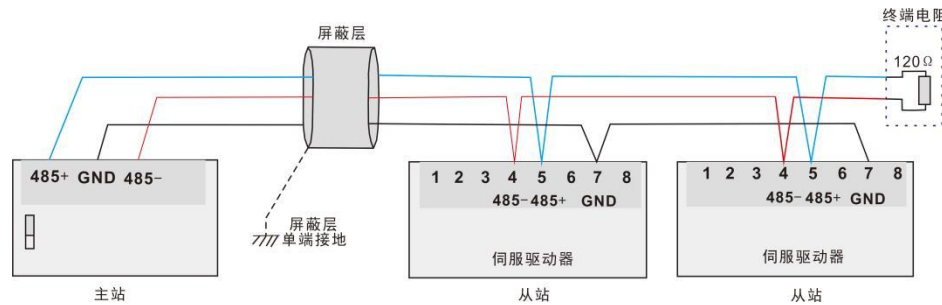 终端电阻
屏蔽层
120Ω
485+ GND 485−
1 2 3 4 5 6 7 8
485− 485+ GND
1 2 3 4 5 6 7 8
485− 485+ GND
屏蔽层
单端接地
伺服驱动器
伺服驱动器
主站
从站
从站